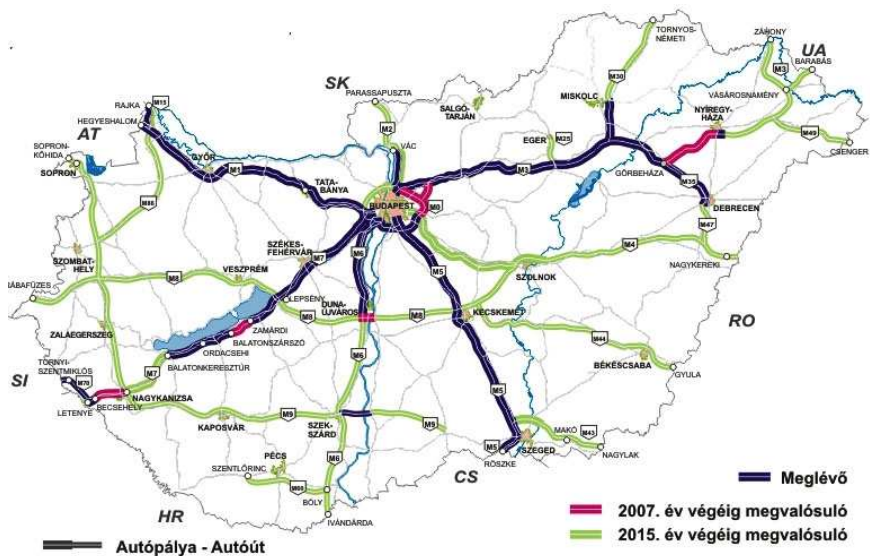 TORNYOS-
NÉMETI
ZÁHONY
UA
BARABÁS
M3
M30
SK
PARASSAPUSZTA
SALGÓ-
TARJÁN
MISKOLC
VÁSÁROSNAMÉNY
RAJKA
M15
HEGYESHALOM
M2
NYÍREGY-
HÁZA
AT
VÁC
EGER
M25
M49
CSENGER
SOPRON-
KŐHIDA
SOPRON
GYŐR
M1
M3
GÖRBEHÁZA
M35
TATA-
BÁNYA
M86
BUDAPEST
M0
DEBRECEN
M47
SZOMBAT-
HELY
SZÉKES-
FEHÉRVÁR
M7
M6
M5
M4
NAGYKEREKI
M8
VESZPRÉM
SZOLNOK
RÁBAFÜZES
LEPSÉNY
DUNA-
ÚJVÁROS
M8
M8
KECSKEMÉT
RO
ZALAEGERSZEG
ZAMÁRDI
BALATONSZÁRSZÓ
ORDACSEHI
BALATONKERESZTÚR
M44
TORNYI-
SZENTMIKLÓS
M7
M6
BÉKÉSCSABA
SI
M70
GYULA
LETENYE
BECSEHELY
NAGYKANIZSA
M5
M9
KAPOSVÁR
SZEK-
SZÁRD
M9
MAKÓ
M43
PÉCS
M6
M5
SZEGED
NAGYLAK
SZENTLŐRINC
RÖSZKE
M60
CS
BÓLY
IVÁNDÁRDA
HR
Meglévő
2007. év végéig megvalósuló
2015. év végéig megvalósuló
Autópálya - Autóút